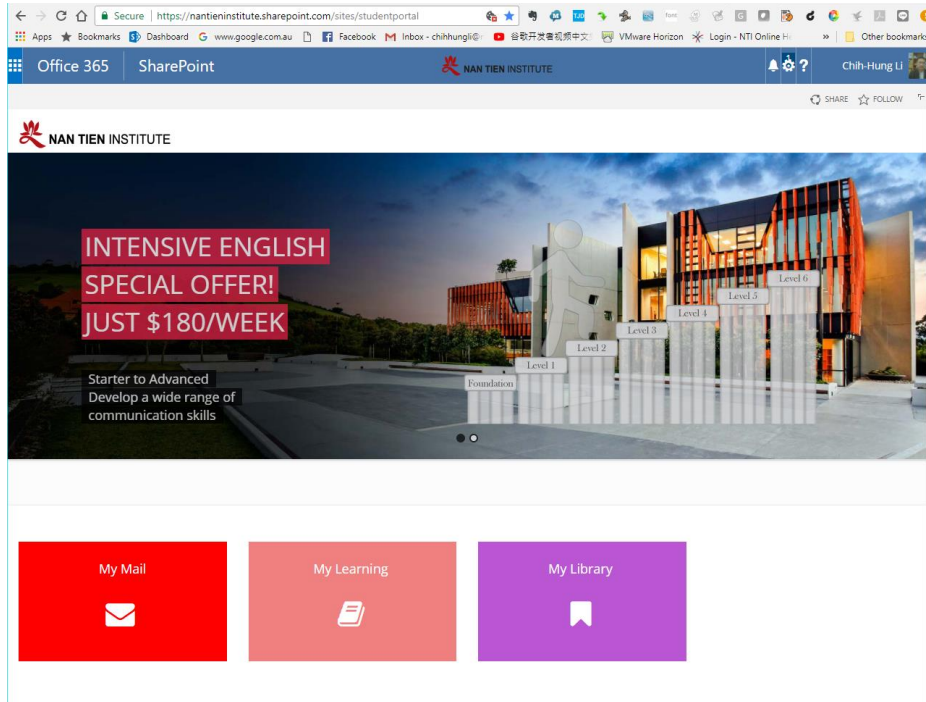 Secure | https://nantieninstitute.sharepoint.com/sites/studentportal
Apps Bookmarks Dashboard www.google.com.au Facebook Inbox - chihhungli@ 谷歌开发者视频中文 VMware Horizon Login - NTI Online H » Other bookmarks
Office 365 SharePoint NAN TIEN INSTITUTE ? Chih-Hung Li
SHARE FOLLOW
NAN TIEN INSTITUTE
INTENSIVE ENGLISH
SPECIAL OFFER!
JUST $180/WEEK
Starter to Advanced
Develop a wide range of
communication skills
Foundation
Level 1
Level 2
Level 3
Level 4
Level 5
Level 6
My Mail
My Learning
My Library